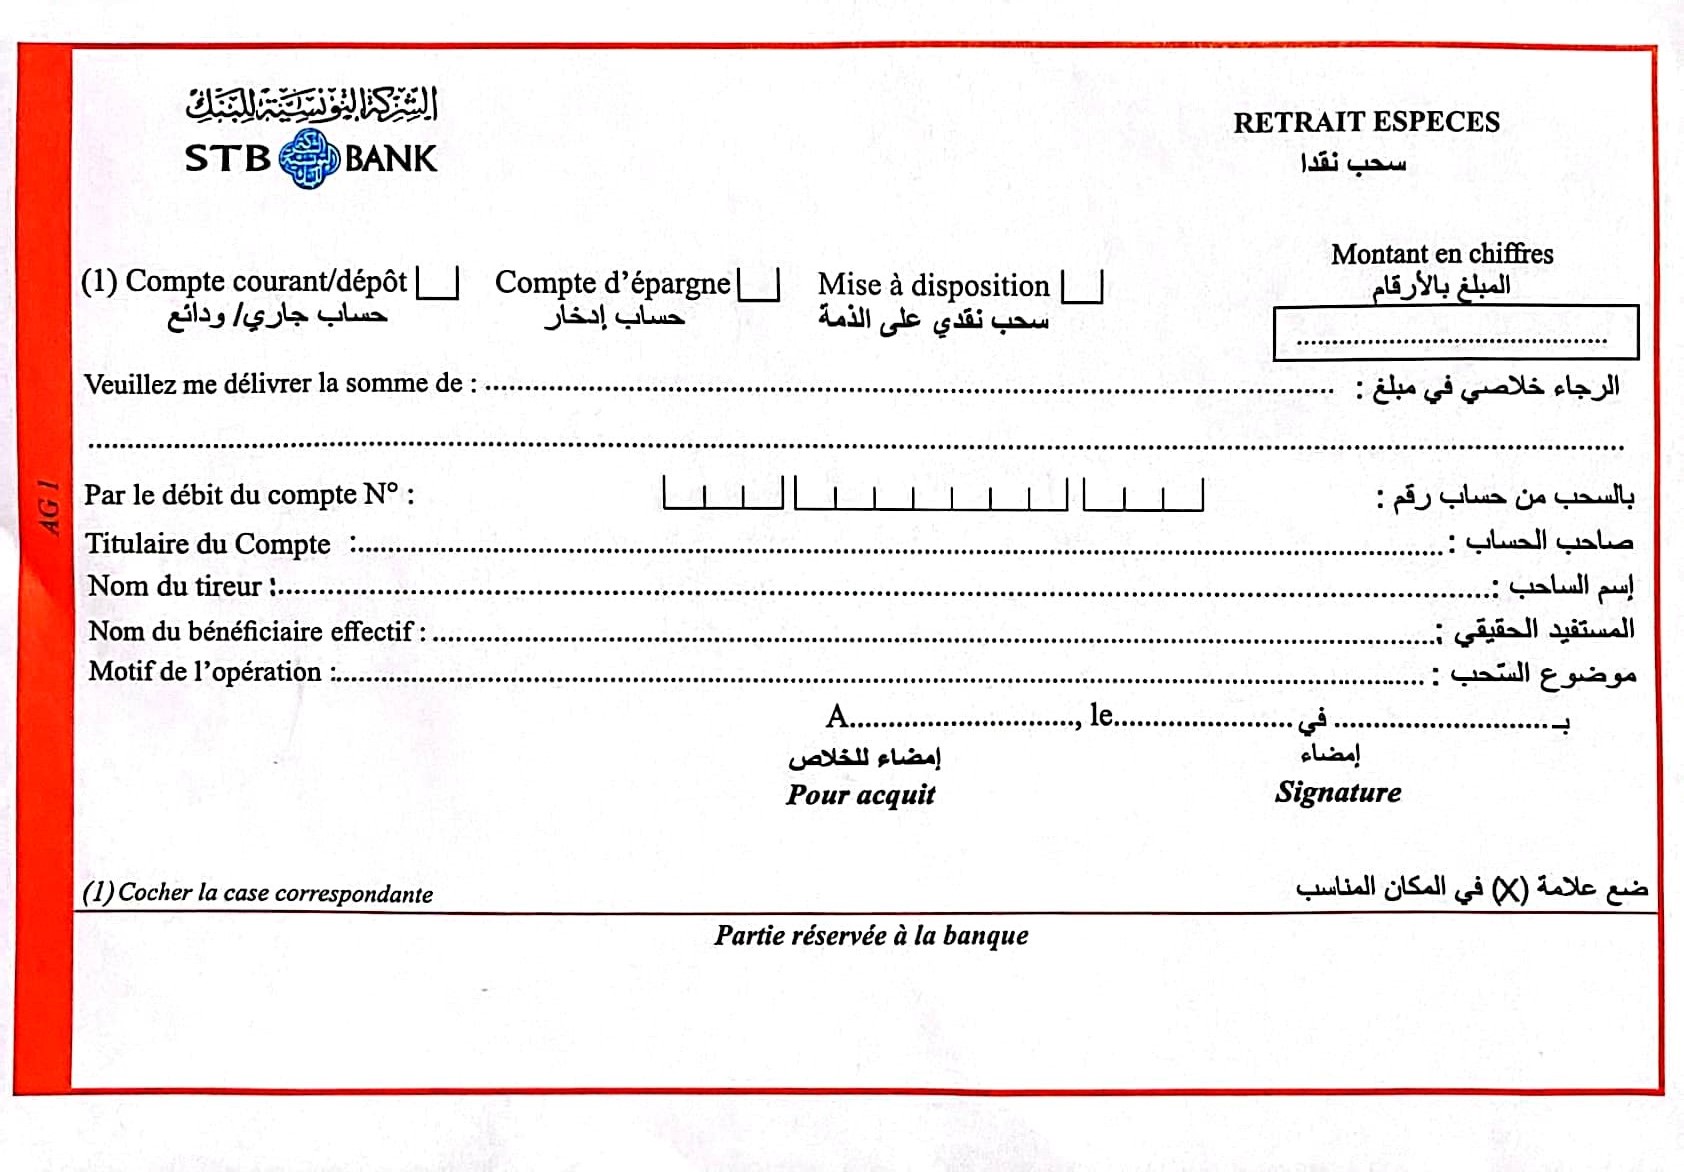 الشركة التونسية للبنك
STB BANK
RETRAIT ESPECES
سحب نقدا
Montant en chiffres
المبلغ بالأرقام
........................................
(1) Compte courant/dépôt Compte d'épargne Mise à disposition
حساب جاري/ ودائع حساب إدخار سحب نقدي على الذمة
Veuillez me délivrer la somme de : ........................................ الرجاء خلاصي في مبلغ :
........................................
Par le débit du compte N° : بالسحب من حساب رقم :
Titulaire du Compte :........................................ صاحب الحساب :
Nom du tireur :........................................ إسم الساحب :
Nom du bénéficiaire effectif :........................................ المستفيد الحقيقي :
Motif de l'opération :........................................ موضوع السّحب :
A............................, le....................... في ........................... بـ
إمضاء للخلاص إمضاء
Pour acquit Signature
(1) Cocher la case correspondante ضع علامة (X) في المكان المناسب
Partie réservée à la banque
AG 1